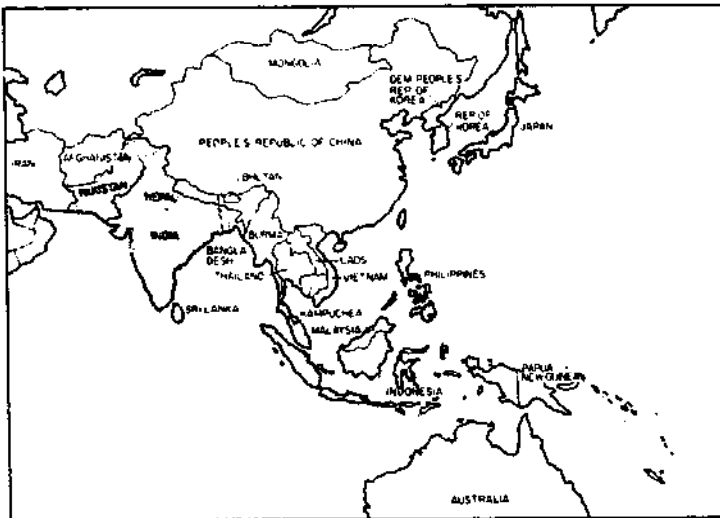 MONGOLIA
DEM PEOPLE'S
REP OF
KOREA
REP OF
KOREA
JAPAN
PEOPLE'S REPUBLIC OF CHINA
IRAN
AFGHANISTAN
PAKISTAN
NEPAL
BHUTAN
INDIA
BANGLA
DESH
BURMA
LAOS
THAILAND
VIETNAM
PHILIPPINES
SRI LANKA
KAMPUCHEA
MALAYSIA
PAPUA
NEW GUINEA
INDONESIA
AUSTRALIA